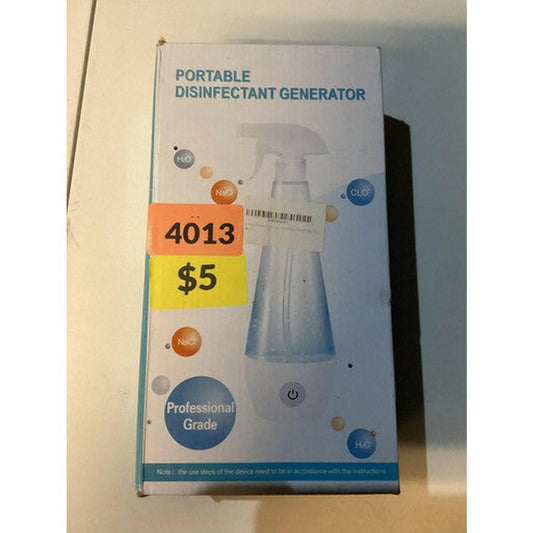 PORTABLE
DISINFECTANT GENERATOR
H₂O
NaCl
CLO⁻
4013
$5
NaCl
Professional
Grade
H₂O
Note: the use steps of the device need to be in accordance with the instructions